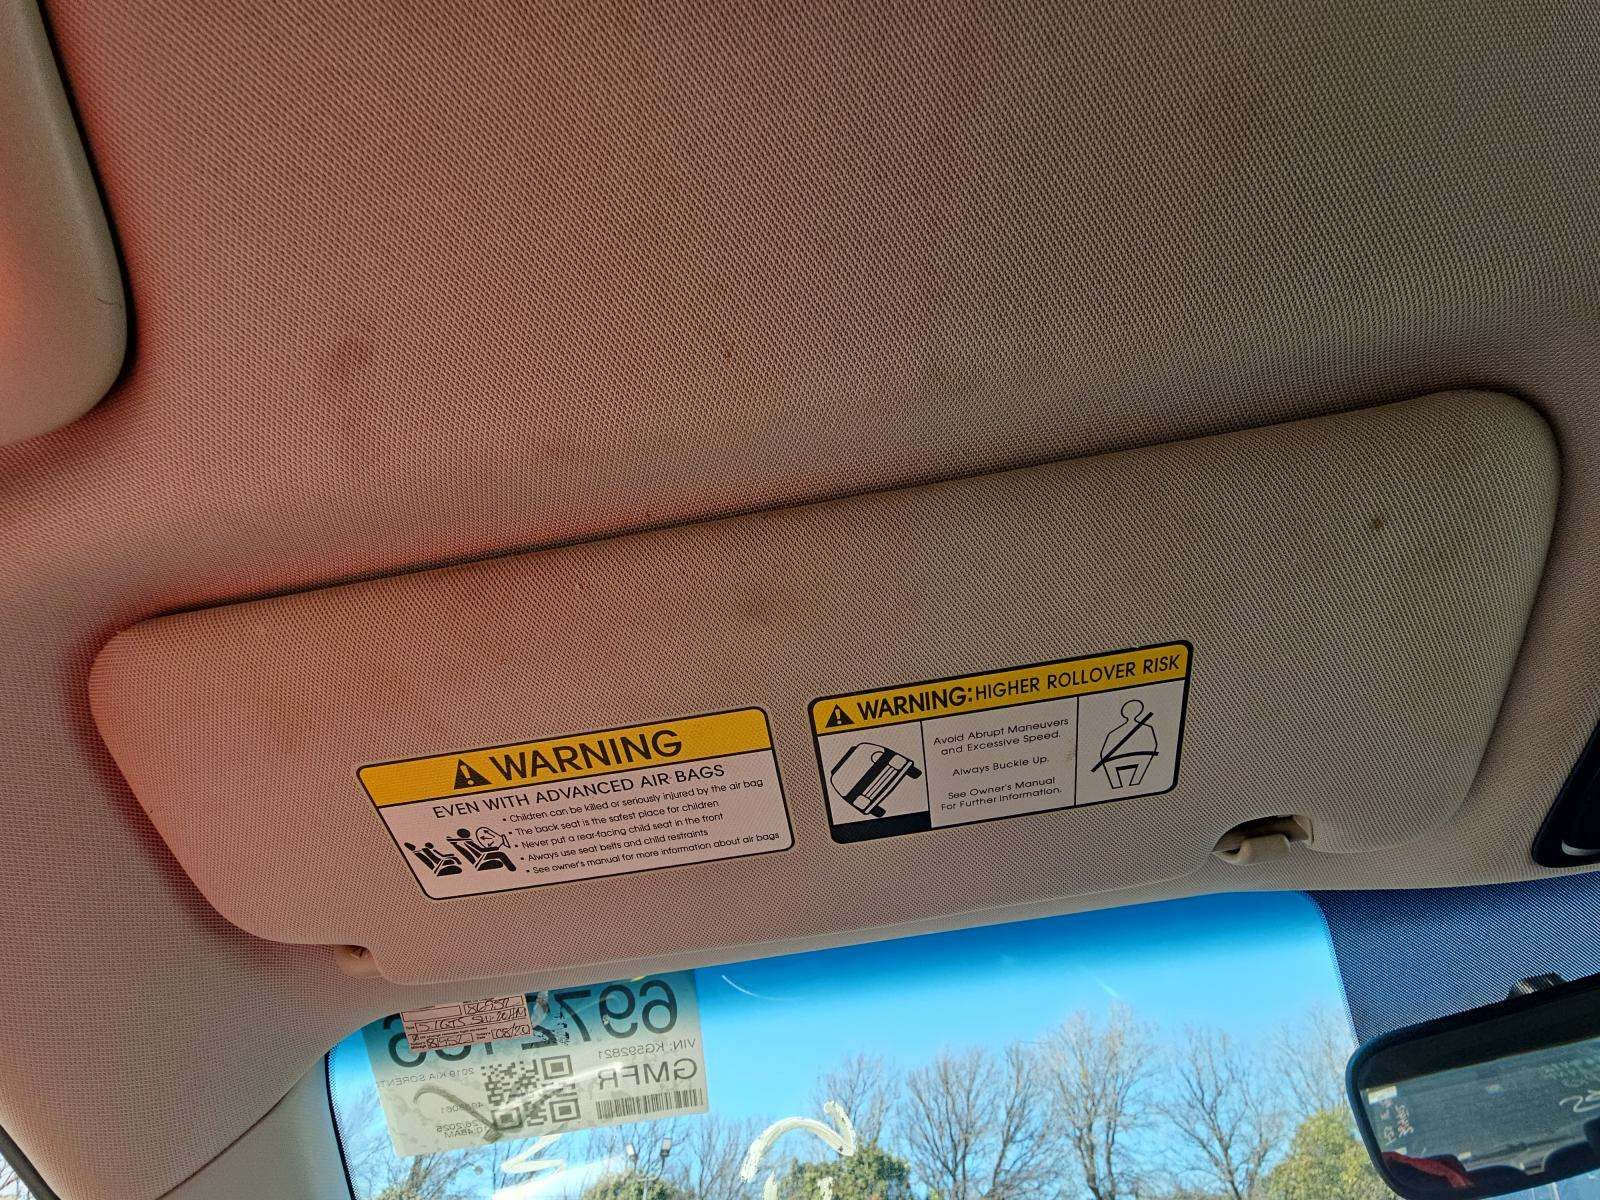 WARNING
EVEN WITH ADVANCED AIR BAGS
• Children can be killed or seriously injured by the air bag
• The back seat is the safest place for children
• Never put a rear-facing child seat in the front
• Always use seat belts and child restraints
• See owner's manual for more information about air bags
WARNING: HIGHER ROLLOVER RISK
Avoid Abrupt Maneuvers
and Excessive Speed.
Always Buckle Up.
See Owner's Manual
For Further Information.
VIN: KG592821
GMFR
2019 KIA SORENT